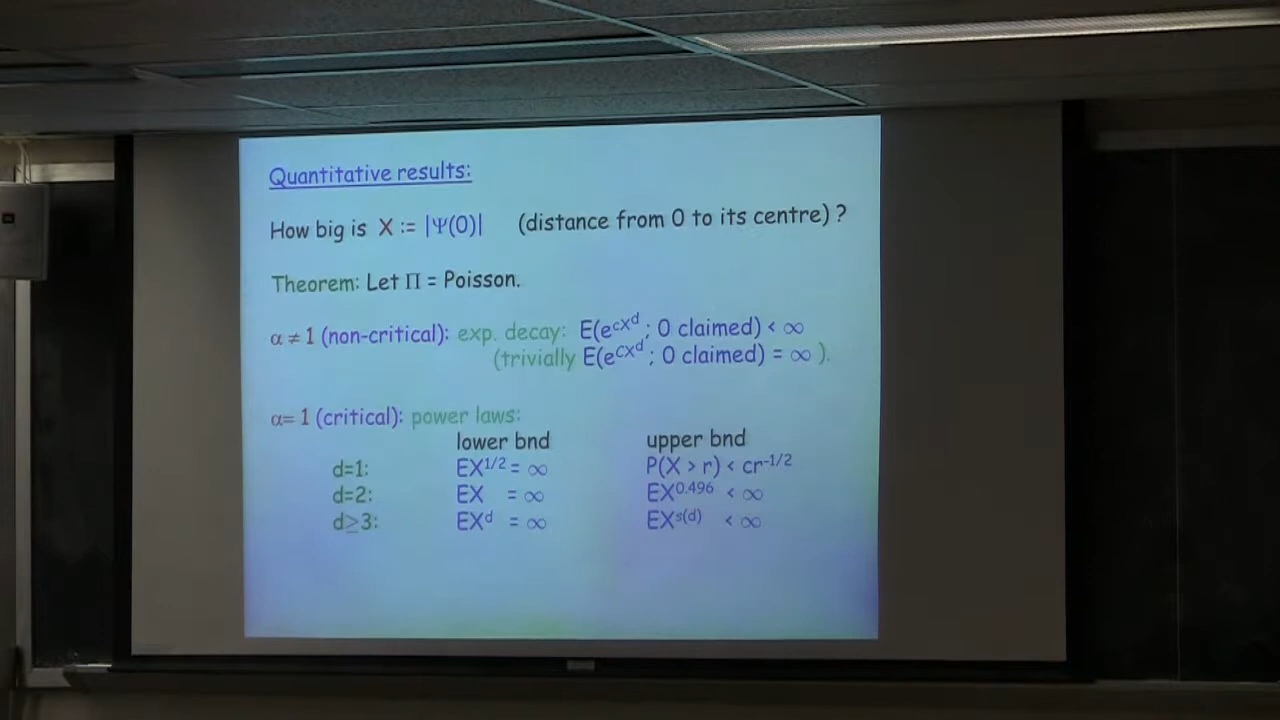 Quantitative results:
How big is X := |Ψ(0)| (distance from 0 to its centre) ?
Theorem: Let Π = Poisson.
α ≠ 1 (non-critical): exp. decay: E(e^{cX^d} ; 0 claimed) < ∞
(trivially E(e^{CX^d} ; 0 claimed) = ∞ ).
α= 1 (critical): power laws:
lower bnd upper bnd
d=1: EX^{1/2} = ∞ P(X > r) < cr^{-1/2}
d=2: EX = ∞ EX^{0.496} < ∞
d≥3: EX^d = ∞ EX^{s(d)} < ∞